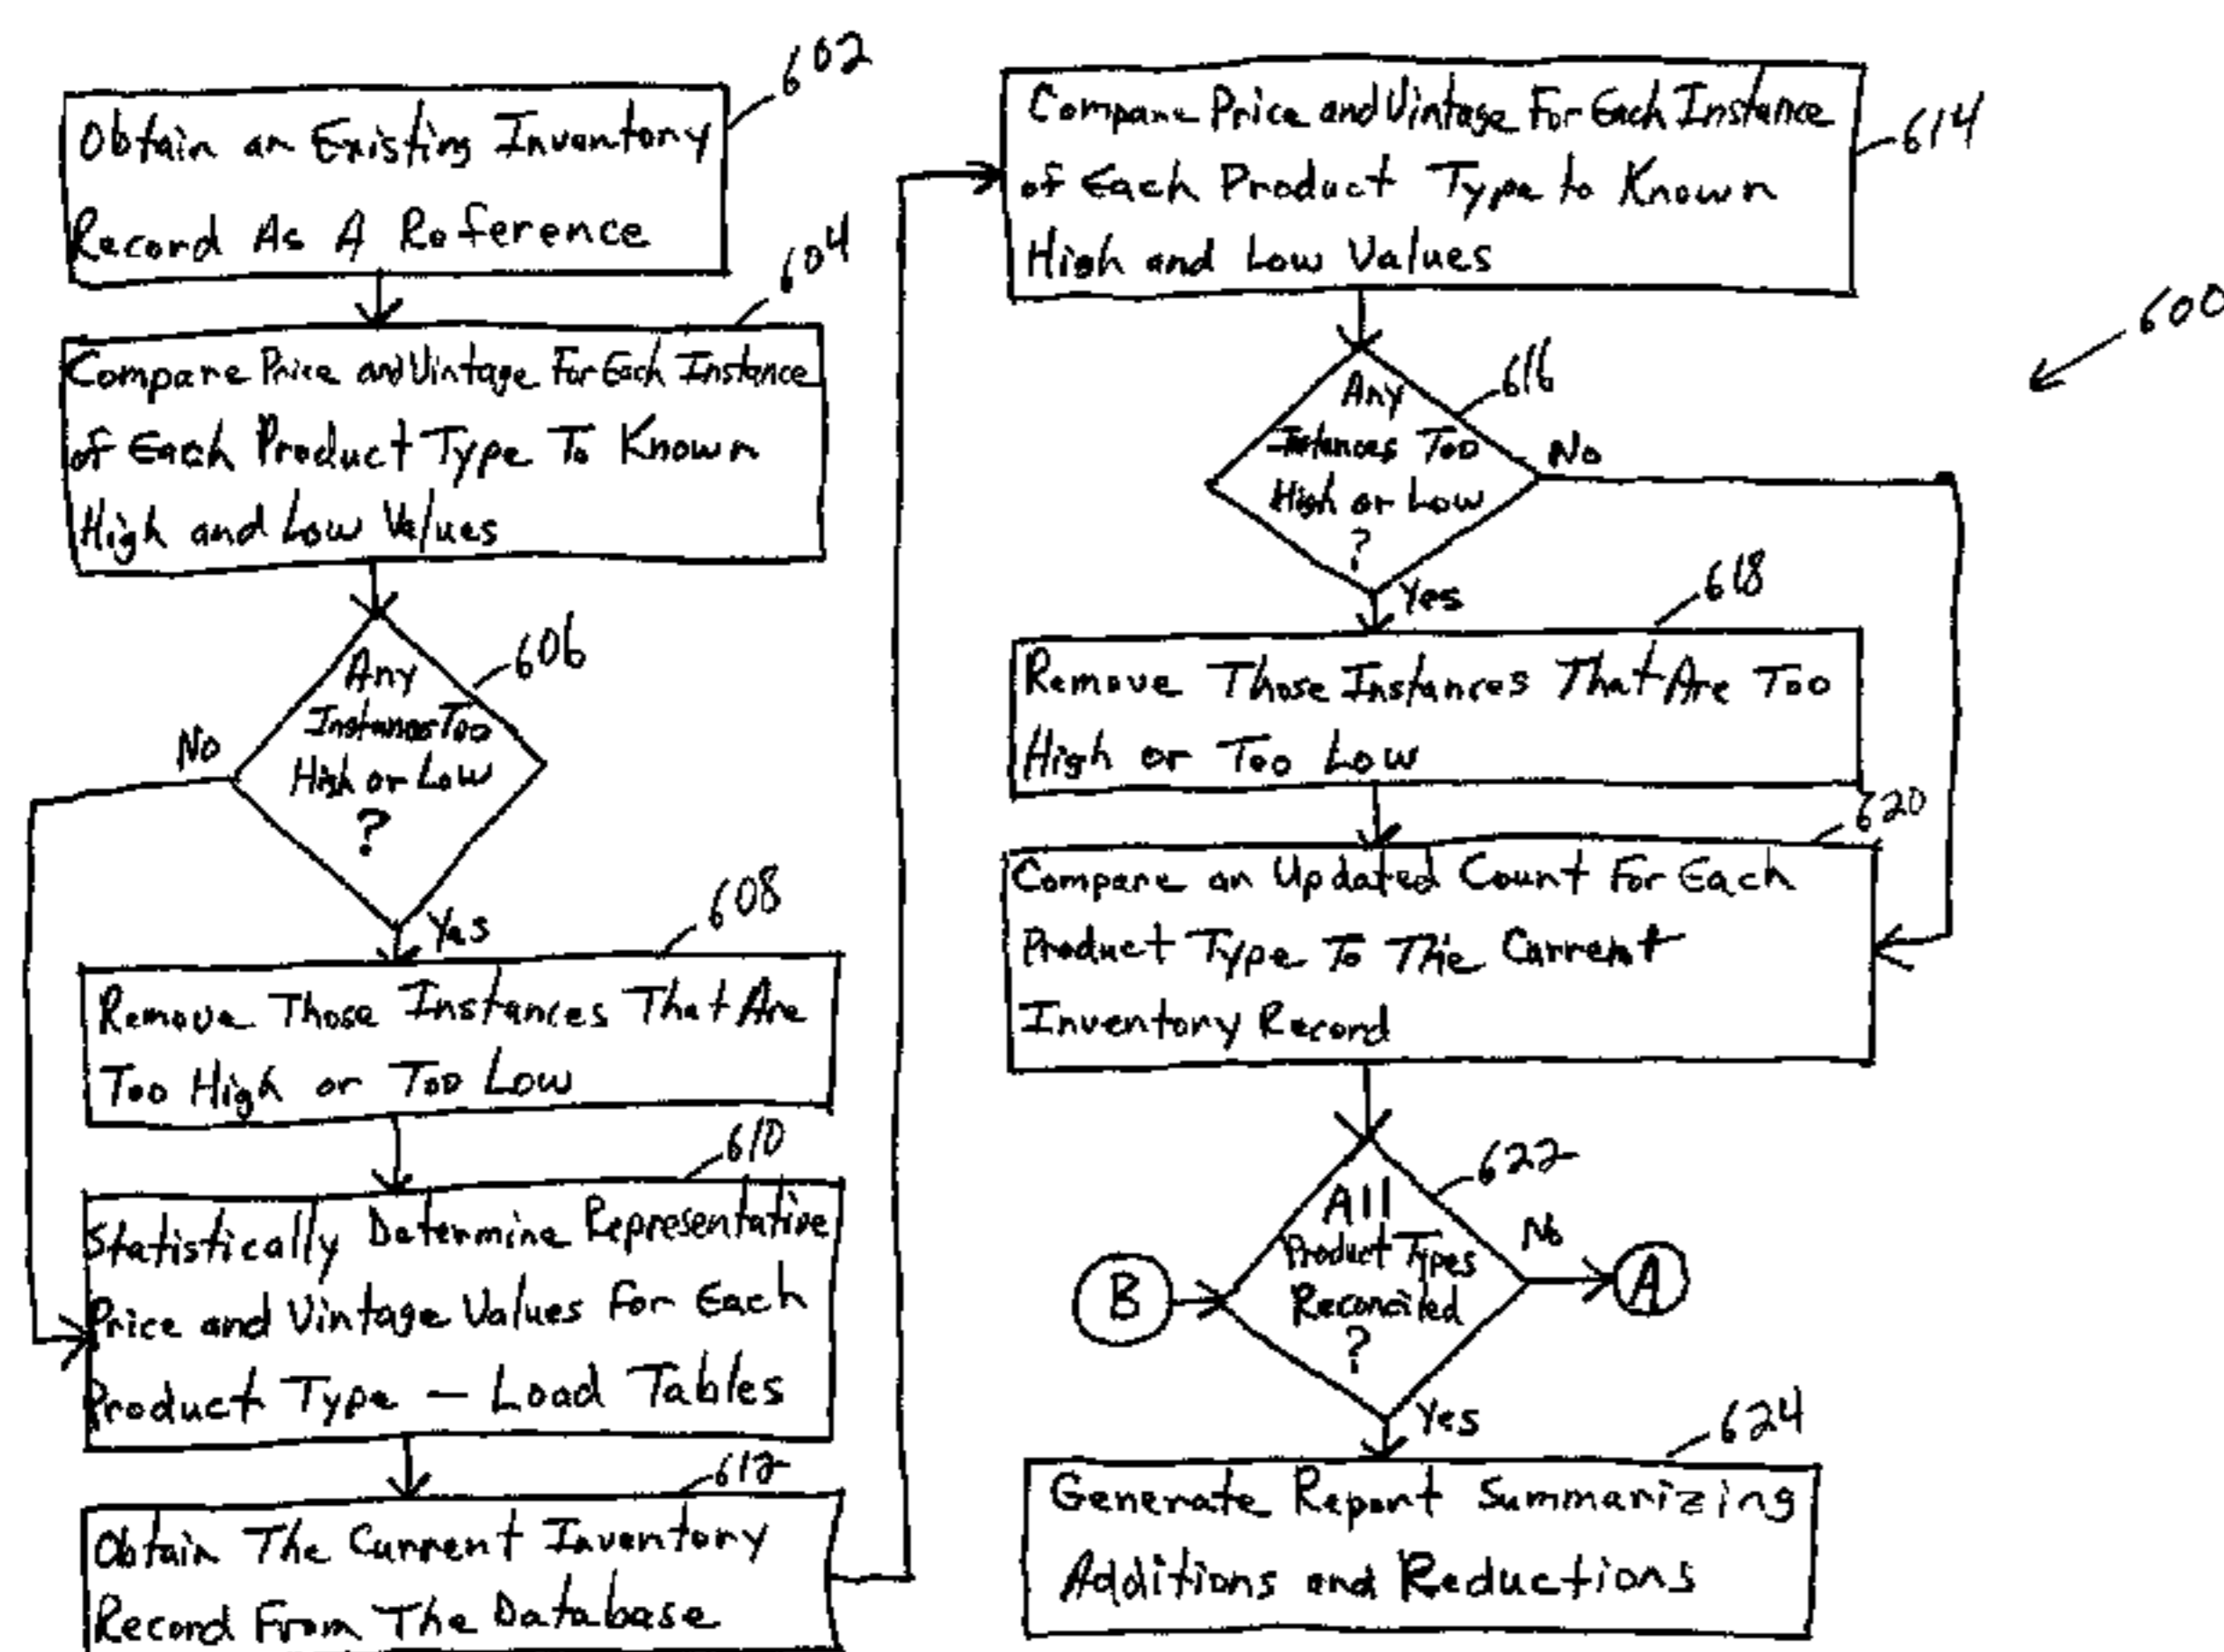 602
Obtain an Existing Inventory
Record As A Reference
604
Compare Price and Vintage For Each Instance
of Each Product Type To Known
High and Low Values
606
Any
Instances Too
High or Low
?
No
Yes
608
Remove Those Instances That Are
Too High or Too Low
610
Statistically Determine Representative
Price and Vintage Values for Each
Product Type — Load Tables
612
Obtain The Current Inventory
Record From The Database
Compare Price and Vintage For Each Instance
of Each Product Type to Known
High and Low Values
614
600
616
Any
Instances Too
High or Low
?
No
Yes
618
Remove Those Instances That Are Too
High or Too Low
620
Compare an Updated Count For Each
Product Type To The Current
Inventory Record
622
All
Product Types
Reconciled
?
B
No
A
Yes
624
Generate Report Summarizing
Additions and Reductions